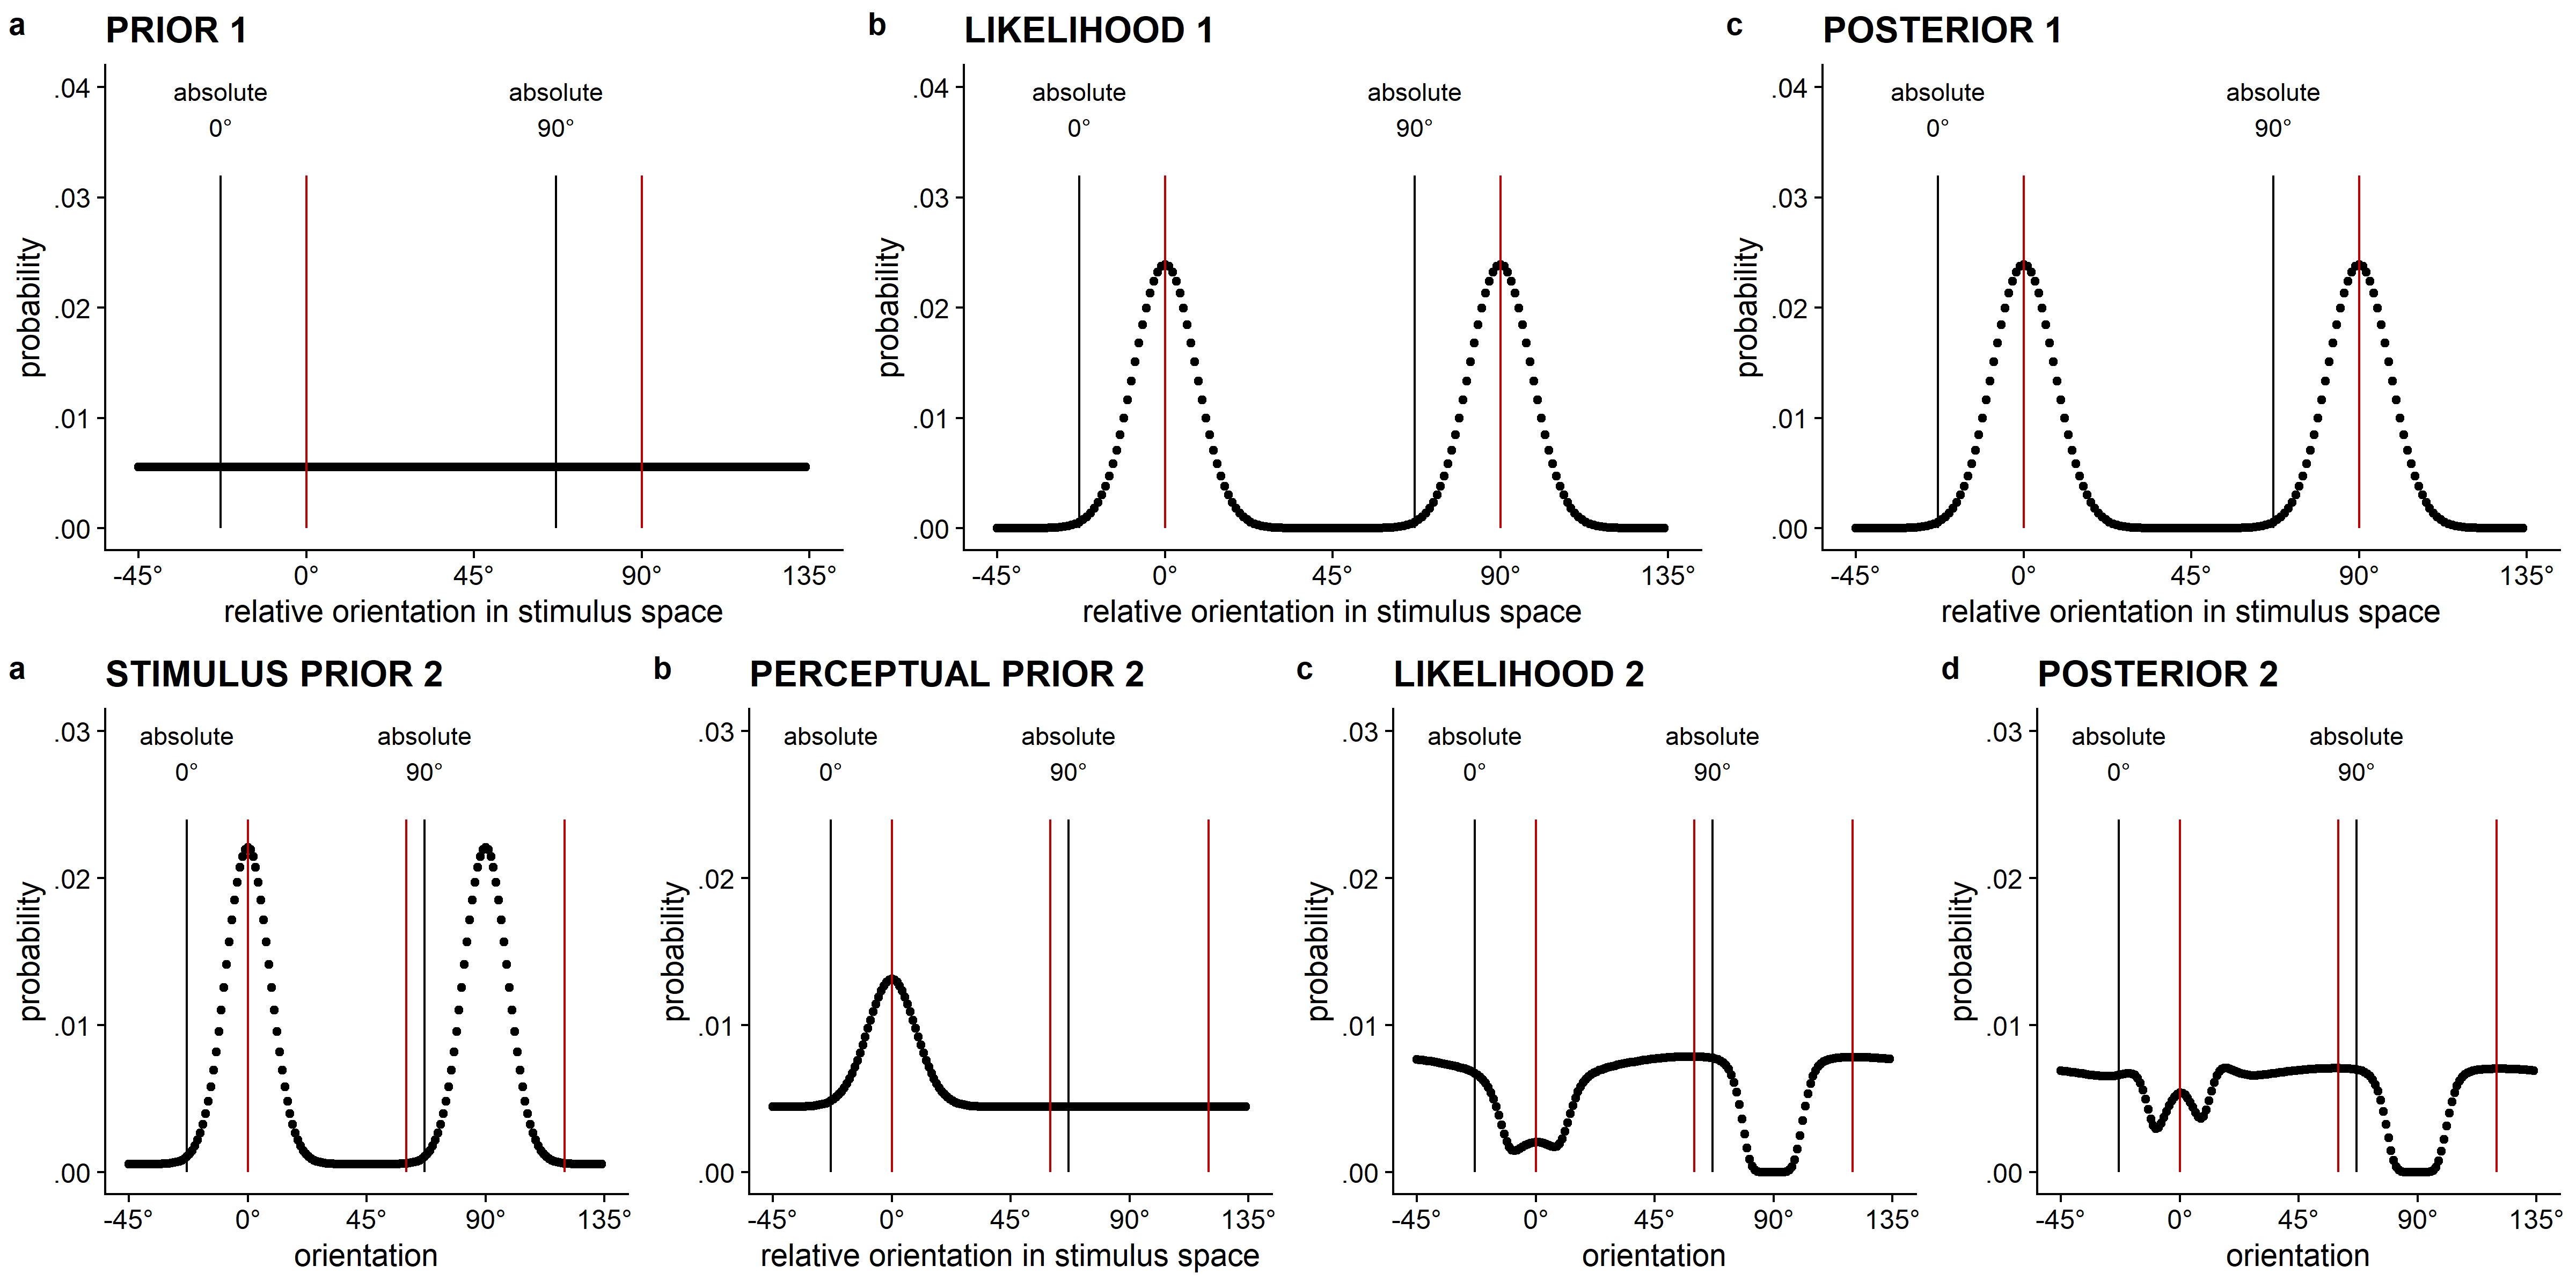 a PRIOR 1
absolute absolute
0° 90°
.04
.03
.02
.01
.00
probability
-45° 0° 45° 90° 135°
relative orientation in stimulus space
b LIKELIHOOD 1
absolute absolute
0° 90°
.04
.03
.02
.01
.00
probability
-45° 0° 45° 90° 135°
relative orientation in stimulus space
c POSTERIOR 1
absolute absolute
0° 90°
.04
.03
.02
.01
.00
probability
-45° 0° 45° 90° 135°
relative orientation in stimulus space
a STIMULUS PRIOR 2
absolute absolute
0° 90°
.03
.02
.01
.00
probability
-45° 0° 45° 90° 135°
orientation
b PERCEPTUAL PRIOR 2
absolute absolute
0° 90°
.03
.02
.01
.00
probability
-45° 0° 45° 90° 135°
relative orientation in stimulus space
c LIKELIHOOD 2
absolute absolute
0° 90°
.03
.02
.01
.00
probability
-45° 0° 45° 90° 135°
orientation
d POSTERIOR 2
absolute absolute
0° 90°
.03
.02
.01
.00
probability
-45° 0° 45° 90° 135°
orientation